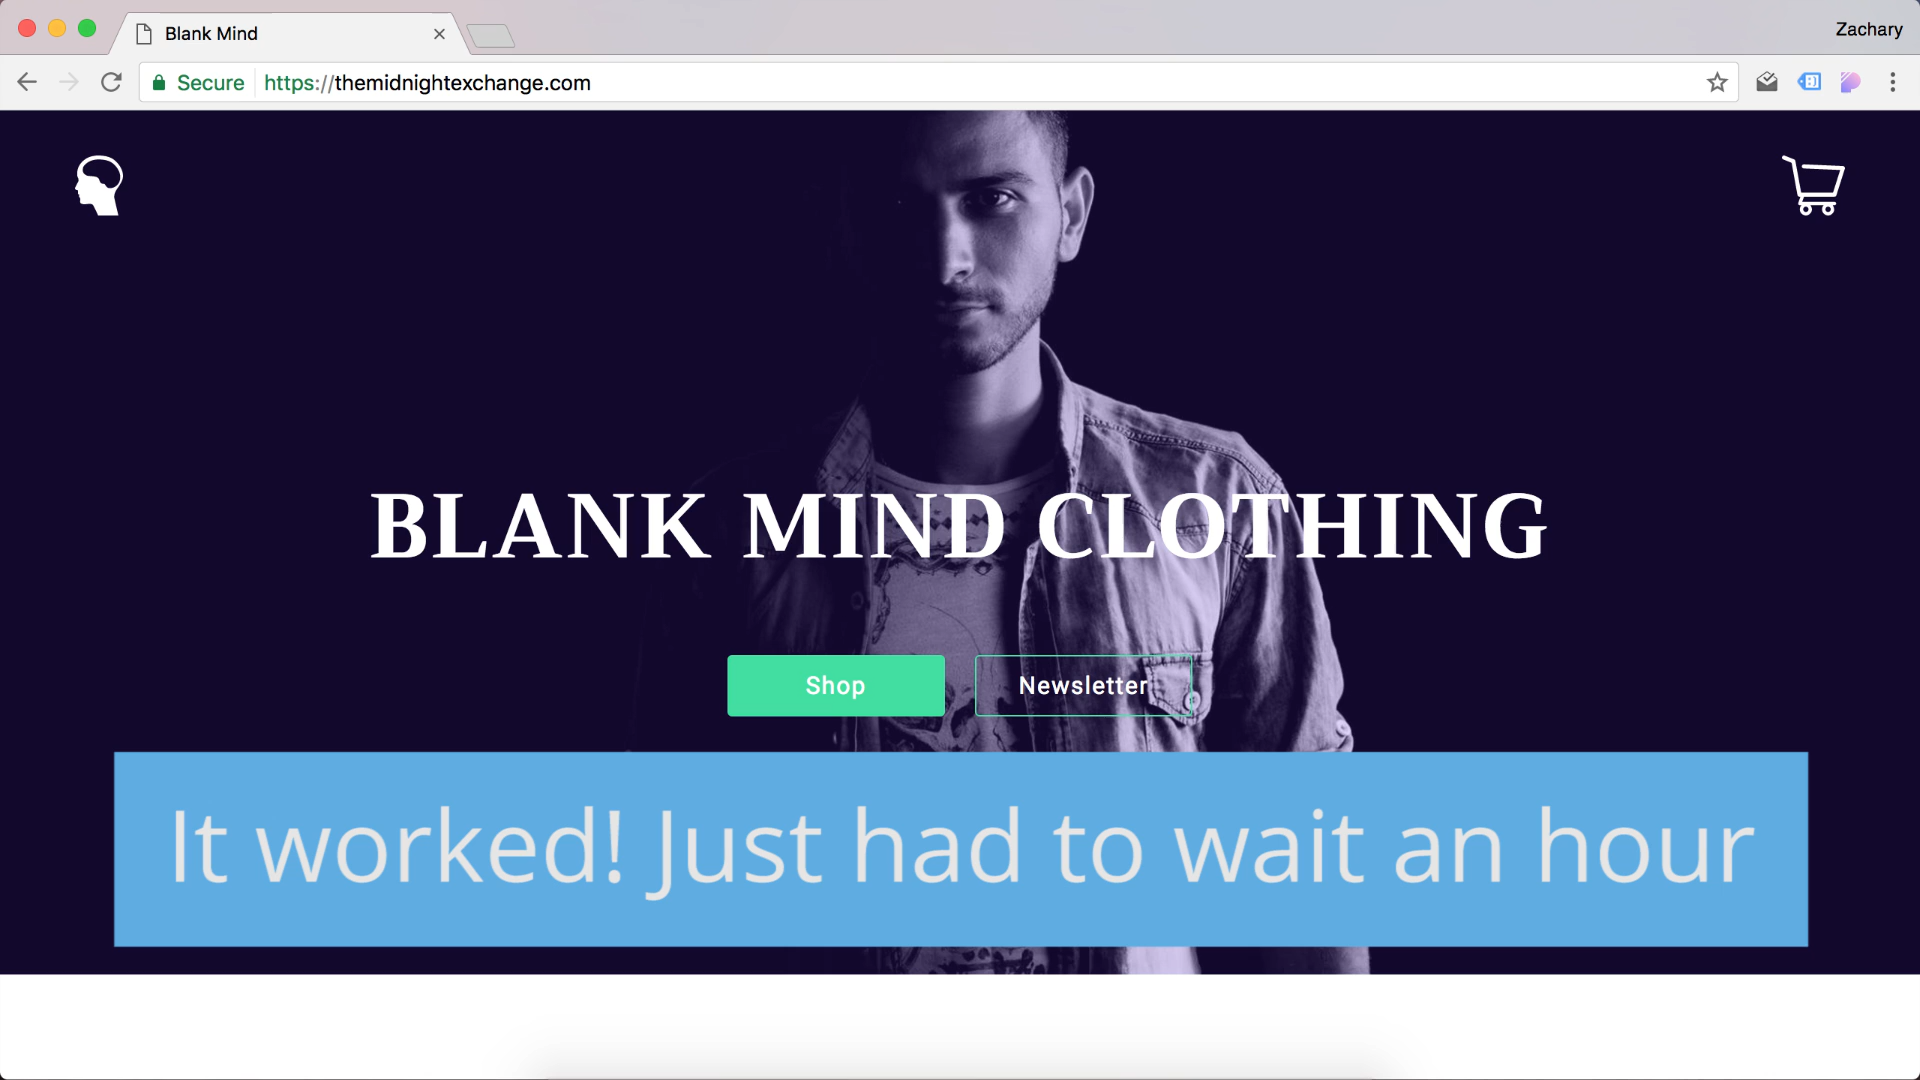 Blank Mind
Zachary
Secure https://themidnightexchange.com
BLANK MIND CLOTHING
Shop
Newsletter
It worked! Just had to wait an hour